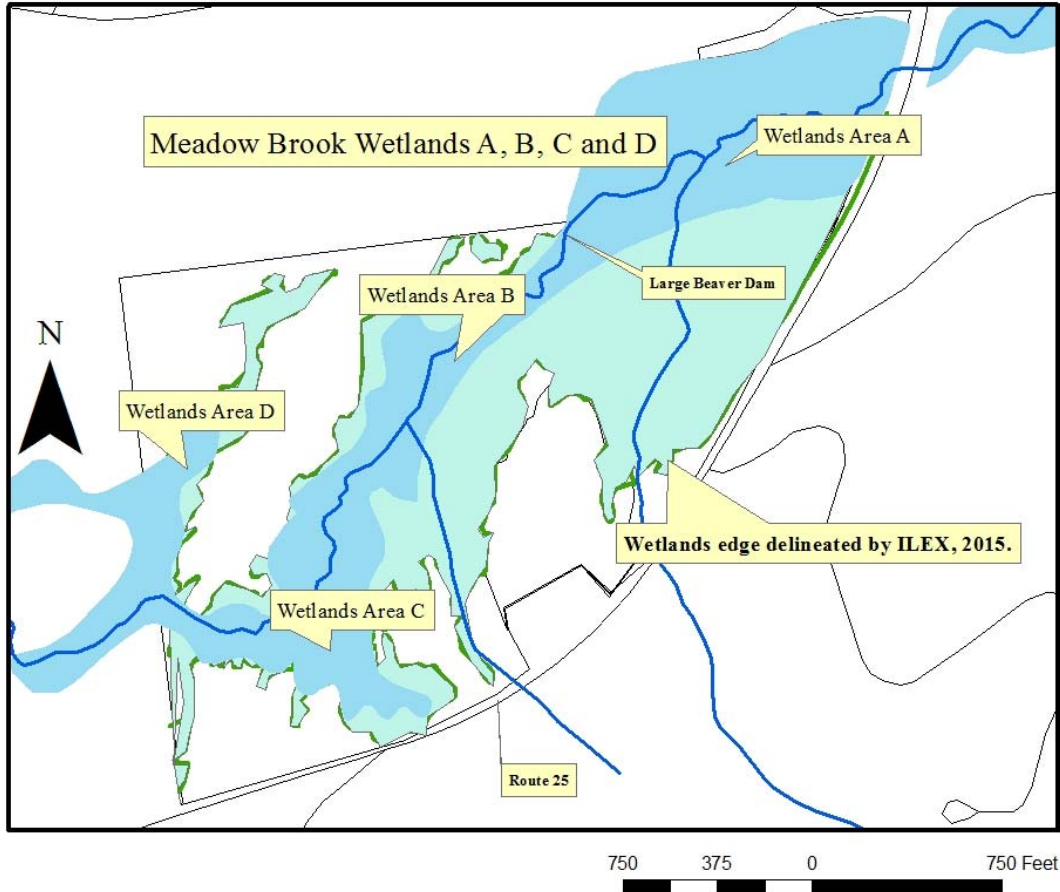 Meadow Brook Wetlands A, B, C and D
Wetlands Area A
Large Beaver Dam
Wetlands Area B
N
Wetlands Area D
Wetlands edge delineated by ILEX, 2015.
Wetlands Area C
Route 25
750 375 0 750 Feet